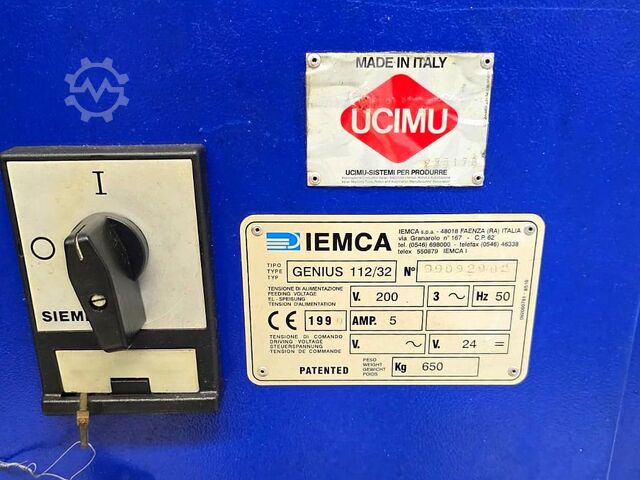 MADE IN ITALY
UCIMU
UCIMU-SISTEMI PER PRODURRE
I
O
SIEM
IEMCA
IEMCA s.p.a. - 48018 FAENZA (RA) ITALIA
via Granarolo n° 167 - C.P. 62
tel. (0546) 698000 - telefax (0546) 46338
telex 550879 IEMCA I
TIPO
TYPE
TYP
TYPE
GENIUS 112/32
N°
TENSIONE DI ALIMENTAZIONE
FEEDING VOLTAGE
EL.-SPEISUNG
TENSION D'ALIMENTATION
V. 200
3 ~
Hz 50
CE
199
AMP. 5
TENSIONE DI COMANDO
DRIVING VOLTAGE
STEUERSPANNUNG
TENSION DE COMMANDE
V. ~
V. 24 =
PATENTED
PESO
WEIGHT
GEWICHT
POIDS
Kg 650